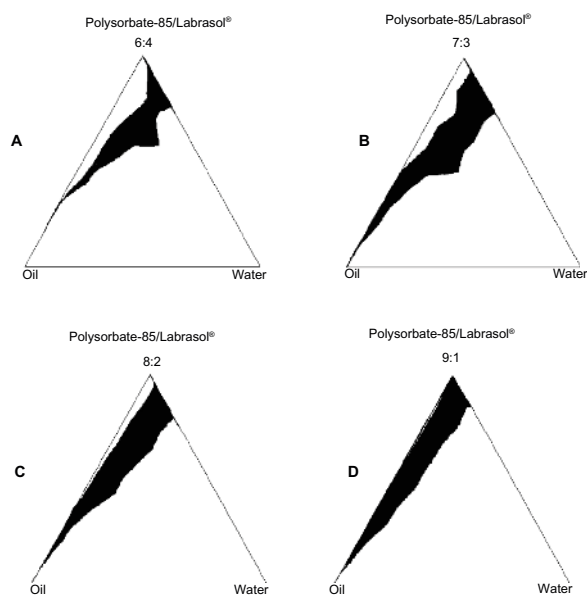 Polysorbate-85/Labrasol®
6:4
A
Oil
Water
Polysorbate-85/Labrasol®
7:3
B
Oil
Water
Polysorbate-85/Labrasol®
8:2
C
Oil
Water
Polysorbate-85/Labrasol®
9:1
D
Oil
Water